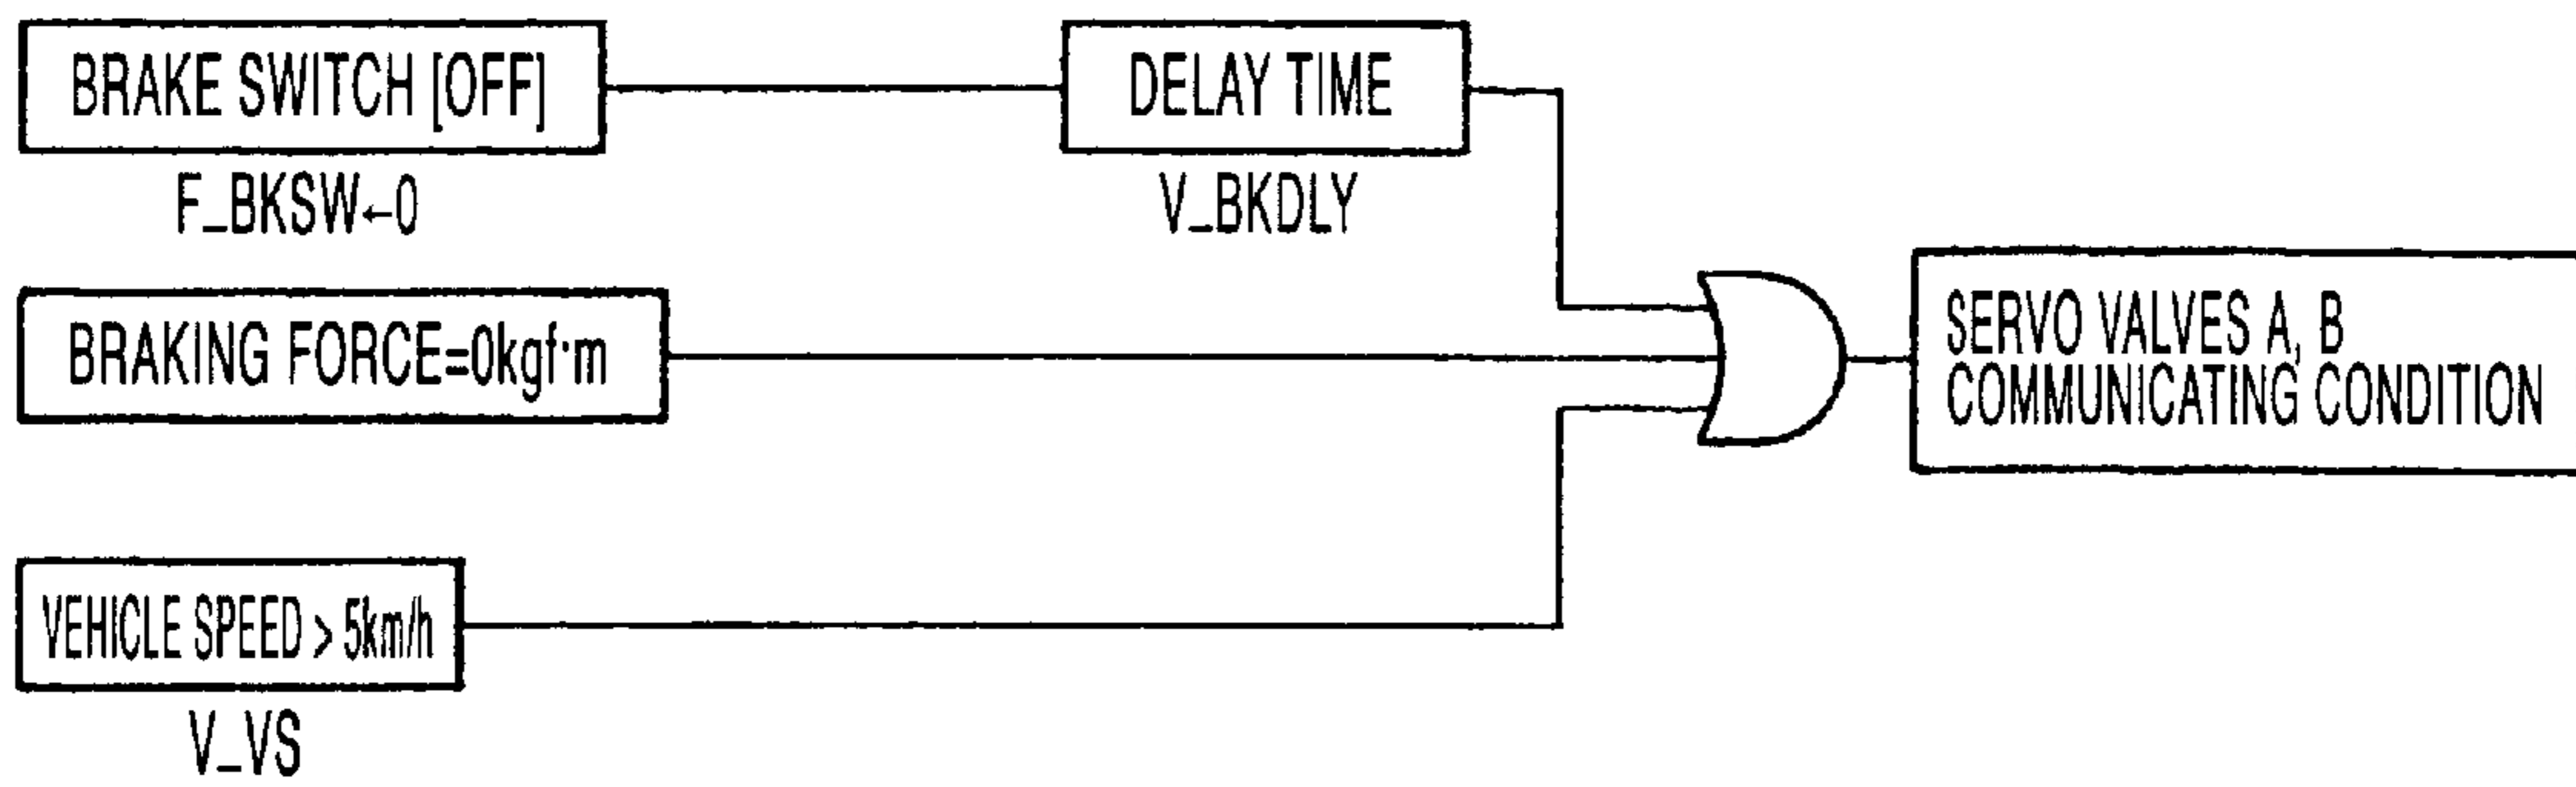 BRAKE SWITCH [OFF]
DELAY TIME
F_BKSW←0
V_BKDLY
BRAKING FORCE=0kgf·m
SERVO VALVES A, B
COMMUNICATING CONDITION
VEHICLE SPEED > 5km/h
V_VS